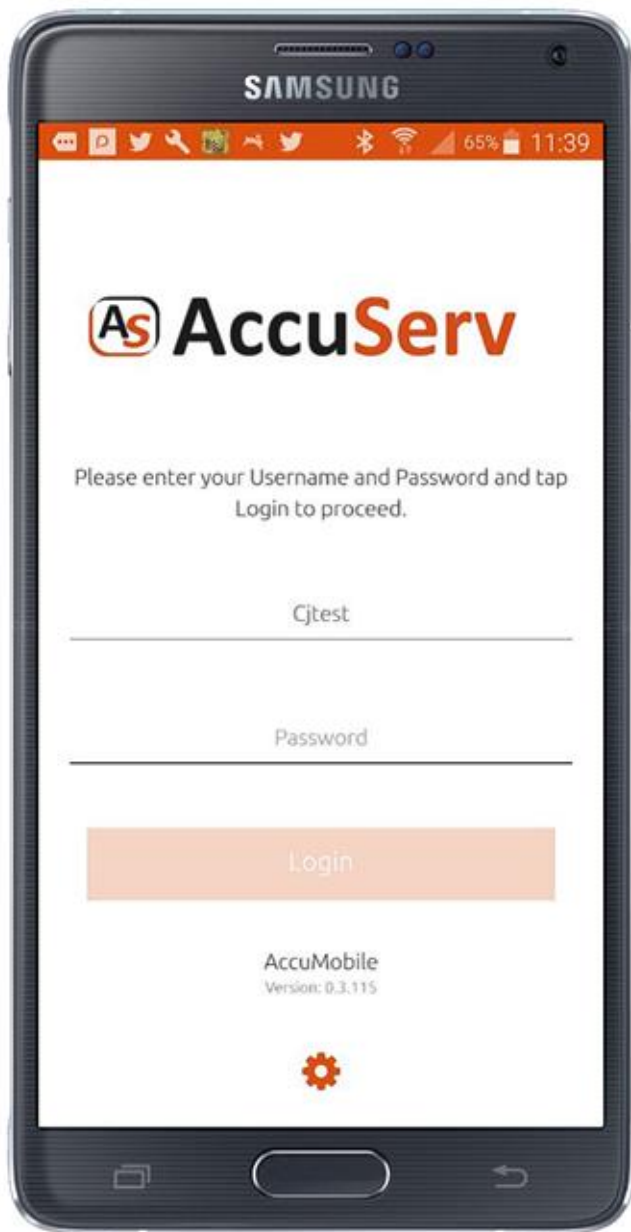 SAMSUNG
65% 11:39
As AccuServ
Please enter your Username and Password and tap
Login to proceed.
Cjtest
Password
Login
AccuMobile
Version: 0.3.115